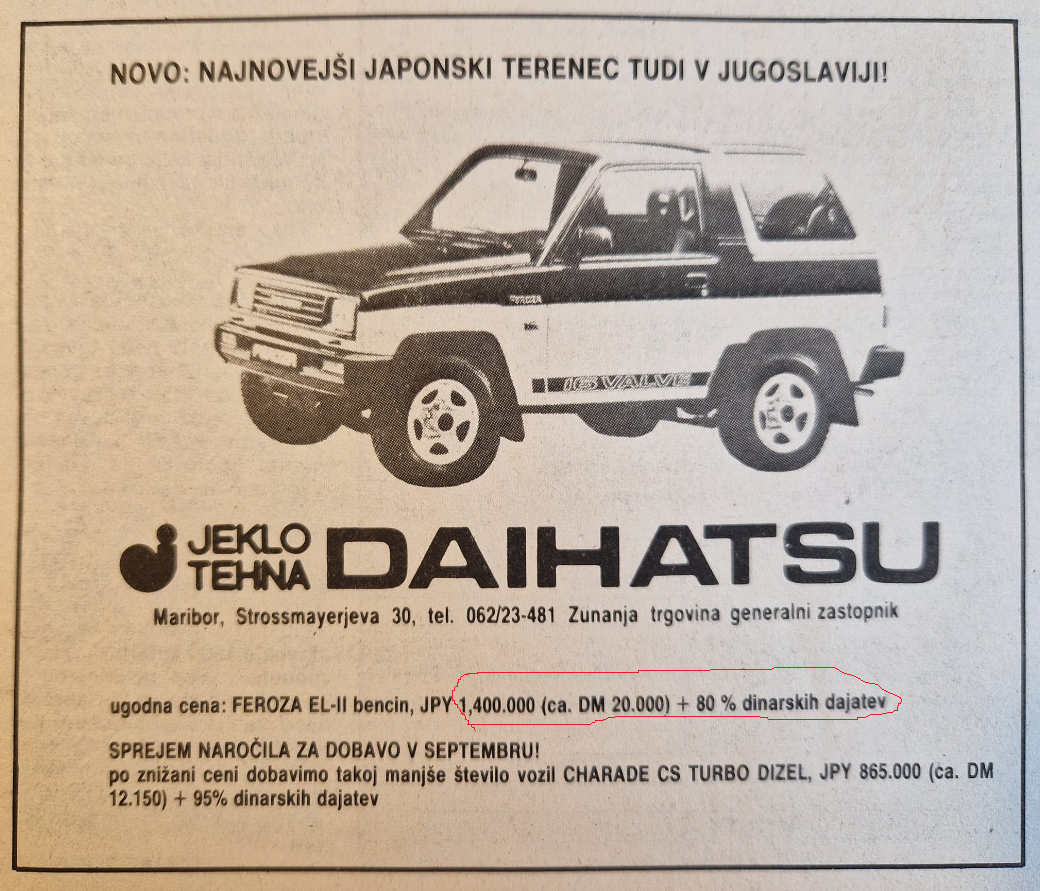 NOVO: NAJNOVEJŠI JAPONSKI TERENEC TUDI V JUGOSLAVIJI!
FEROZA
16 VALVE
JEKLO
TEHNA
DAIHATSU
Maribor, Strossmayerjeva 30, tel. 062/23-481 Zunanja trgovina generalni zastopnik
ugodna cena: FEROZA EL-II bencin, JPY 1,400.000 (ca. DM 20.000) + 80 % dinarskih dajatev
SPREJEM NAROČILA ZA DOBAVO V SEPTEMBRU!
po znižani ceni dobavimo takoj manjše število vozil CHARADE CS TURBO DIZEL, JPY 865.000 (ca. DM
12.150) + 95% dinarskih dajatev